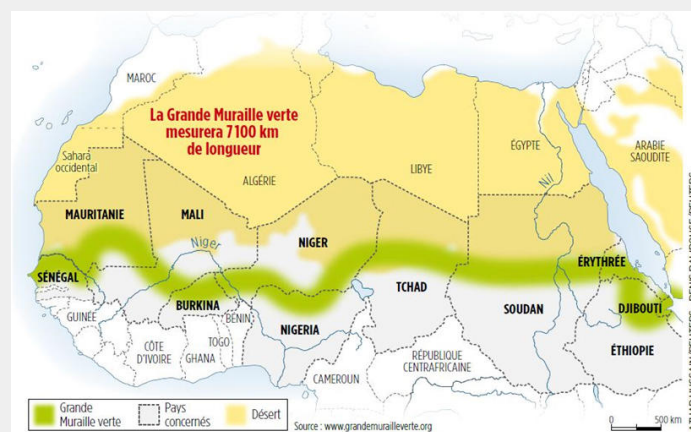 MAROC
La Grande Muraille verte
mesurera 7 100 km
de longueur
Sahara
occidental
ALGÉRIE
LIBYE
ÉGYPTE
Nil
ARABIE
SAOUDITE
MAURITANIE
MALI
Niger
NIGER
ÉRYTHRÉE
SÉNÉGAL
TCHAD
BURKINA
SOUDAN
DJIBOUTI
GUINÉE
BÉNIN
NIGERIA
CÔTE
D'IVOIRE
TOGO
GHANA
RÉPUBLIQUE
CENTRAFRICAINE
ÉTHIOPIE
CAMEROUN
Grande
Muraille verte
Pays
concernés
Désert
Source : www.grandemurailleverte.org
0 500 km